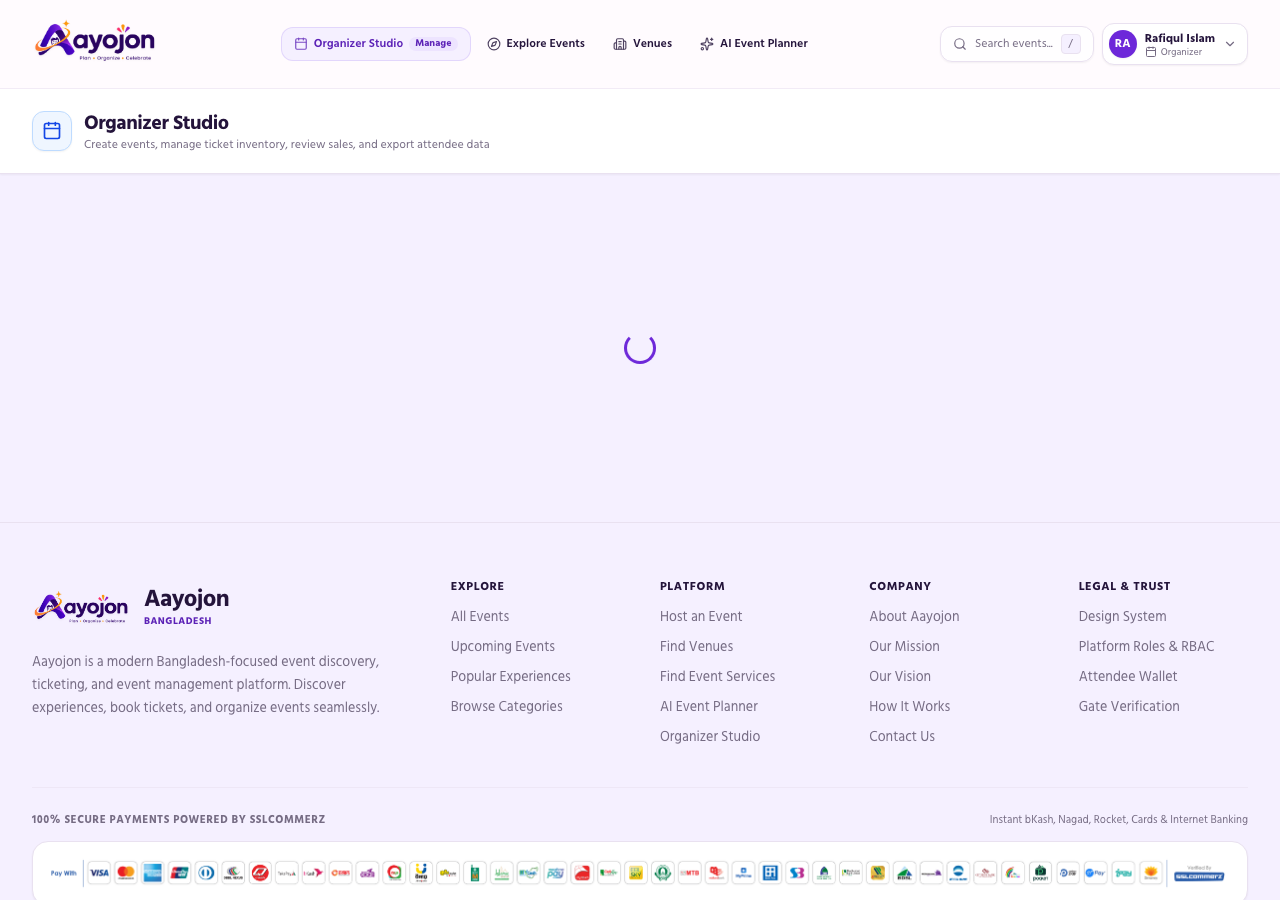 Aayojon
Plan • Organize • Celebrate
Organizer Studio
Manage
Explore Events
Venues
AI Event Planner
Search events...
/
RA
Rafiqul Islam
Organizer
Organizer Studio
Create events, manage ticket inventory, review sales, and export attendee data
Aayojon
Plan • Organize • Celebrate
Aayojon
BANGLADESH
Aayojon is a modern Bangladesh-focused event discovery,
ticketing, and event management platform. Discover
experiences, book tickets, and organize events seamlessly.
EXPLORE
All Events
Upcoming Events
Popular Experiences
Browse Categories
PLATFORM
Host an Event
Find Venues
Find Event Services
AI Event Planner
Organizer Studio
COMPANY
About Aayojon
Our Mission
Our Vision
How It Works
Contact Us
LEGAL & TRUST
Design System
Platform Roles & RBAC
Attendee Wallet
Gate Verification
100% SECURE PAYMENTS POWERED BY SSLCOMMERZ
Instant bKash, Nagad, Rocket, Cards & Internet Banking
Pay With
VISA
Verified By
SSLCOMMERZ